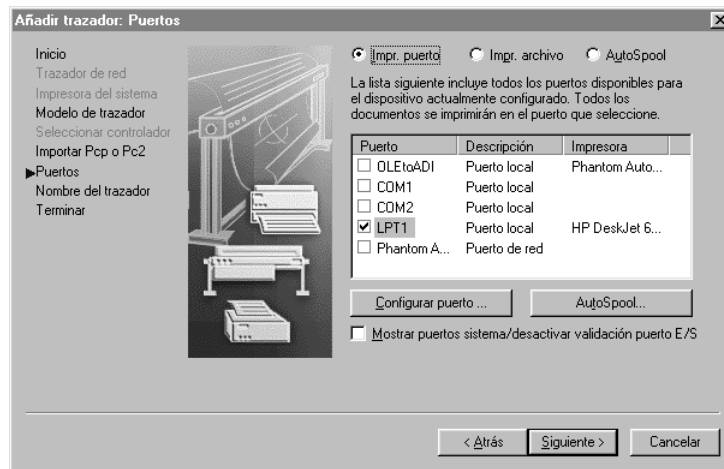 Añadir trazador: Puertos
Inicio
Trazador de red
Impresora del sistema
Modelo de trazador
Seleccionar controlador
Importar Pcp o Pc2
Puertos
Nombre del trazador
Terminar
Impr. puerto Impr. archivo AutoSpool
La lista siguiente incluye todos los puertos disponibles para
el dispositivo actualmente configurado. Todos los
documentos se imprimirán en el puerto que seleccione.
Puerto Descripción Impresora
OLEtoADI Puerto local Phantom Auto...
COM1 Puerto local
COM2 Puerto local
LPT1 Puerto local HP DeskJet 6...
Phantom A... Puerto de red
Configurar puerto ... AutoSpool...
Mostrar puertos sistema/desactivar validación puerto E/S
< Atrás Siguiente > Cancelar